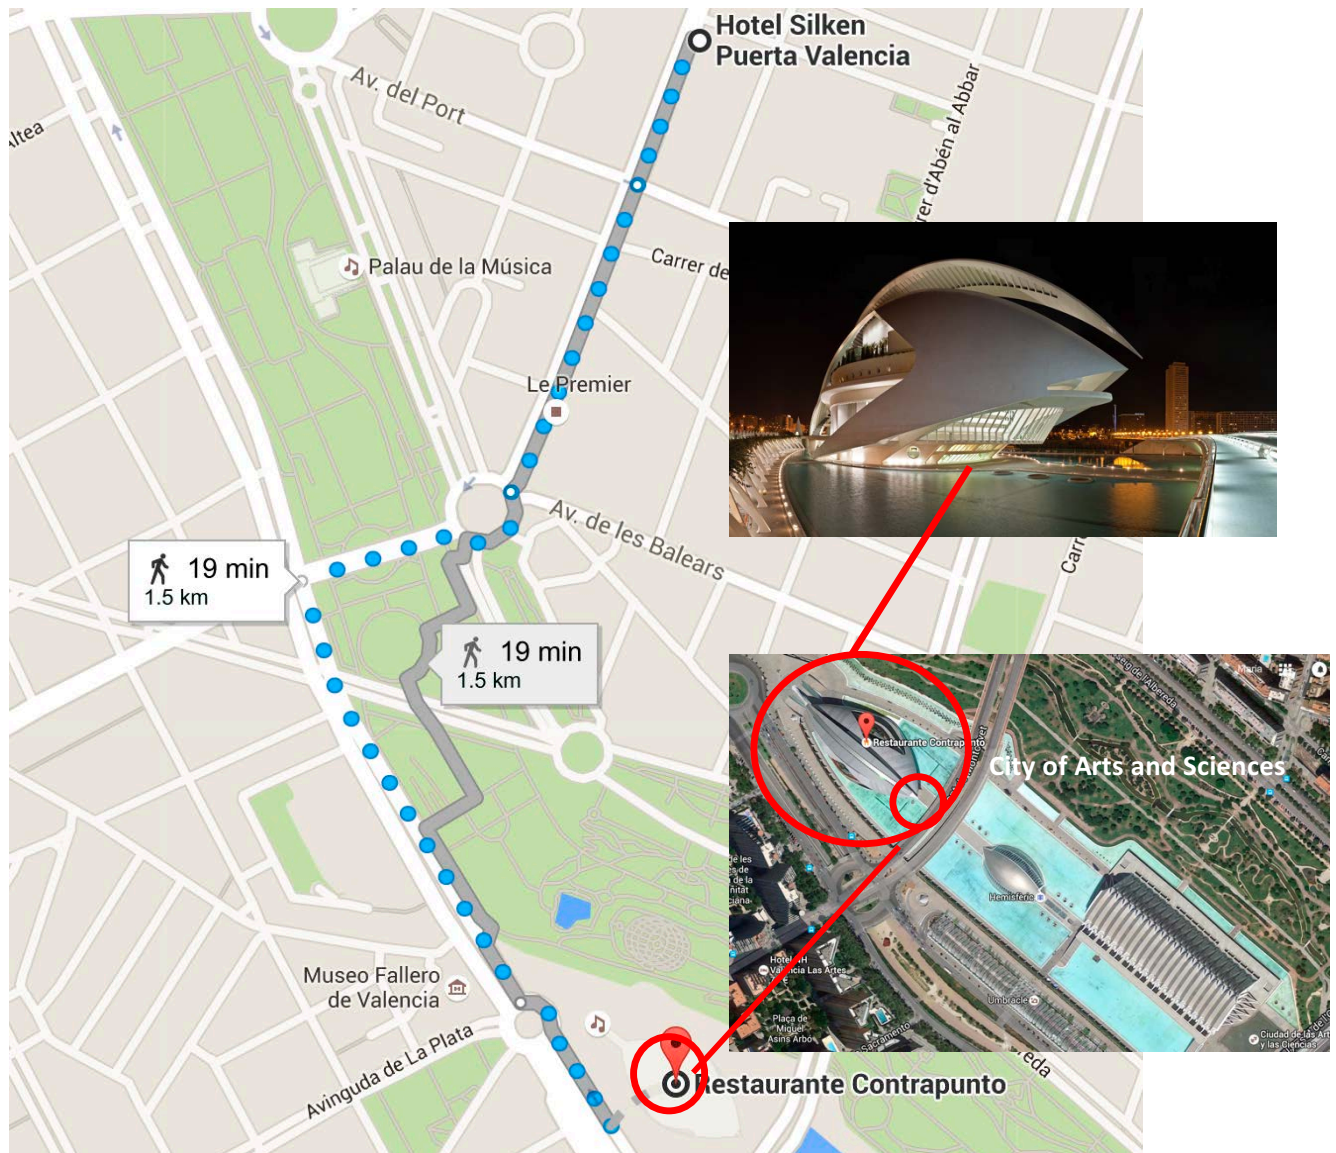 Hotel Silken
Puerta Valencia
Av. del Port
Altea
Carrer d'Abén al Abbar
Palau de la Música
Carrer de
Le Premier
Av. de les Balears
19 min
1.5 km
19 min
1.5 km
Restaurante Contrapunto
City of Arts and Sciences
Hemisfèric
Hotel
Valencia Las Artes
Umbracle
Plaça de
Miguel
Asins Arbó
Sacramento
Ciudad de las Art
y las Ciencias
Museo Fallero
de Valencia
Avinguda de La Plata
Restaurante Contrapunto